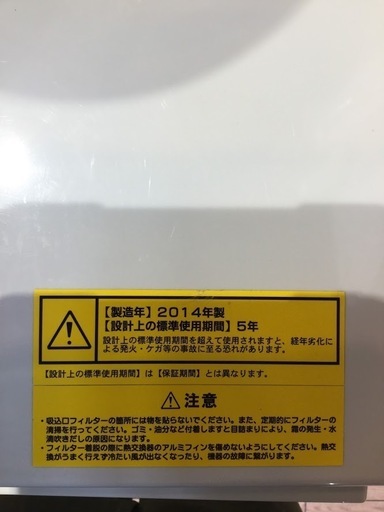 【製造年】2014年製
【設計上の標準使用期間】5年
設計上の標準使用期間を超えて使用されますと、経年劣化に
よる発火・ケガ等の事故に至る恐れがあります。
【設計上の標準使用期間】は【保証期間】とは異なります。
注意
・吸込口フィルターの箇所には物を貼らないでください。また、定期的にフィルターの
清掃を行ってください。ゴミ・油分など付着しますと目詰まりにより、霜の発生・水
滴吹きだしの原因になります。
・フィルター着脱の際に熱交換器のアルミフィンを傷めないようにしてください。熱交
換がうまく行えず冷たい風が出なくなったり、機器の故障に繋がります。